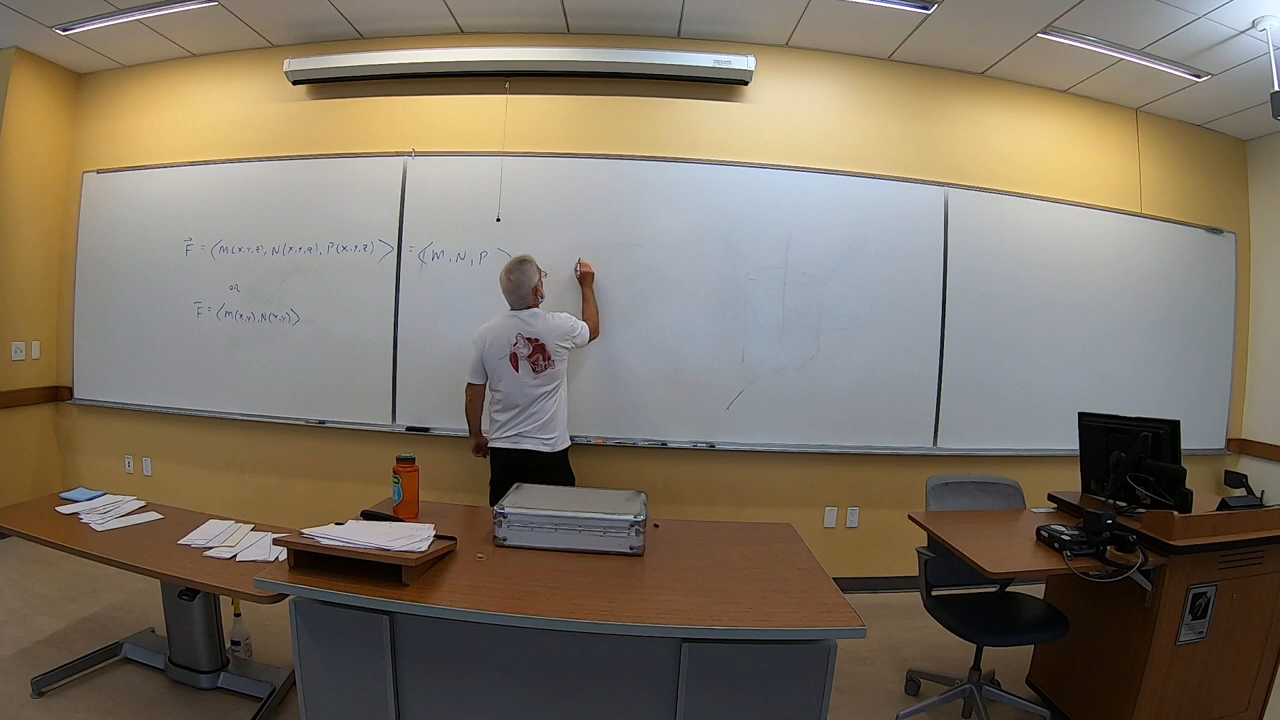 F⃗ = ⟨M(x,y,z), N(x,y,z), P(x,y,z)⟩ = ⟨M, N, P⟩
OR
F⃗ = ⟨M(x,y), N(x,y)⟩